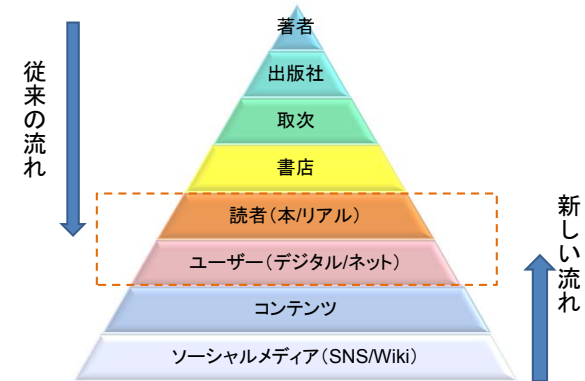 著者
出版社
取次
書店
読者（本/リアル）
ユーザー（デジタル/ネット）
コンテンツ
ソーシャルメディア（SNS/Wiki）
従来の流れ
新しい流れ